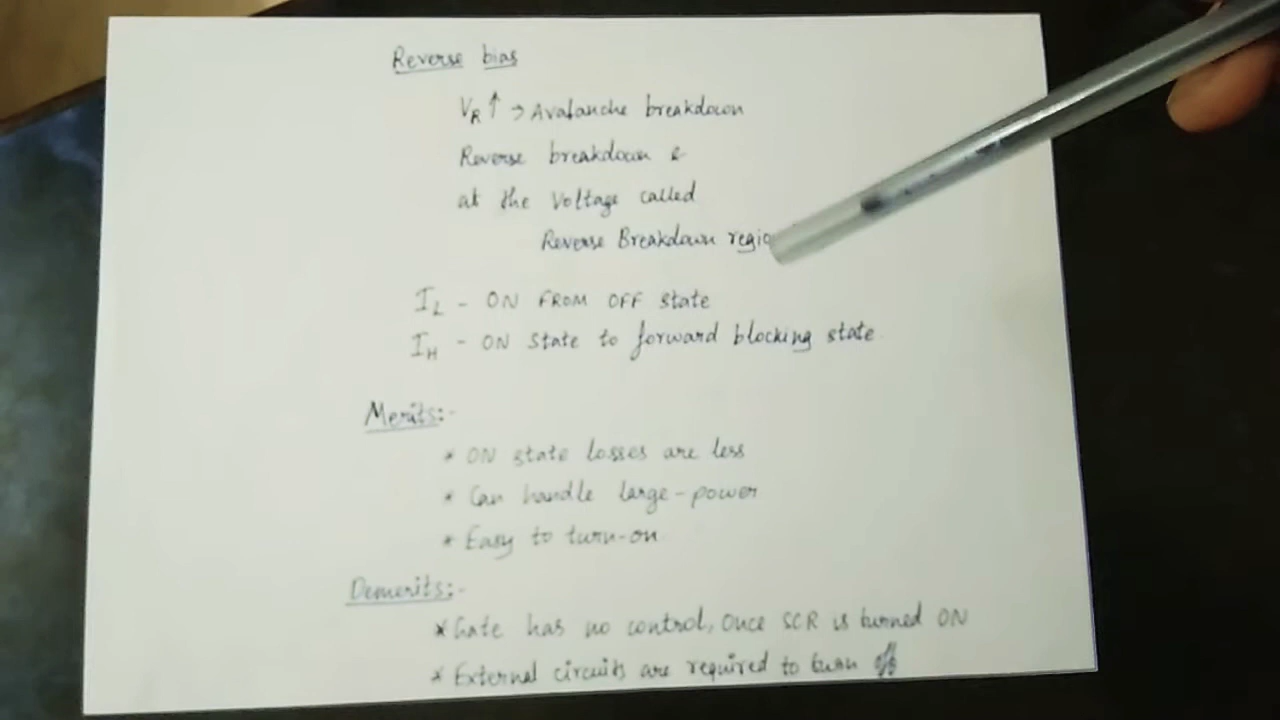 Reverse bias
VR↑ → Avalanche breakdown
Reverse breakdown &
at the Voltage called
Reverse Breakdown regio
IL - ON FROM OFF state
IH - ON state to forward blocking state.
Merits:-
* ON state losses are less
* Can handle large-power
* Easy to turn-on
Demerits:-
* Gate has no control, Once SCR is turned ON
* External circuits are required to turn off